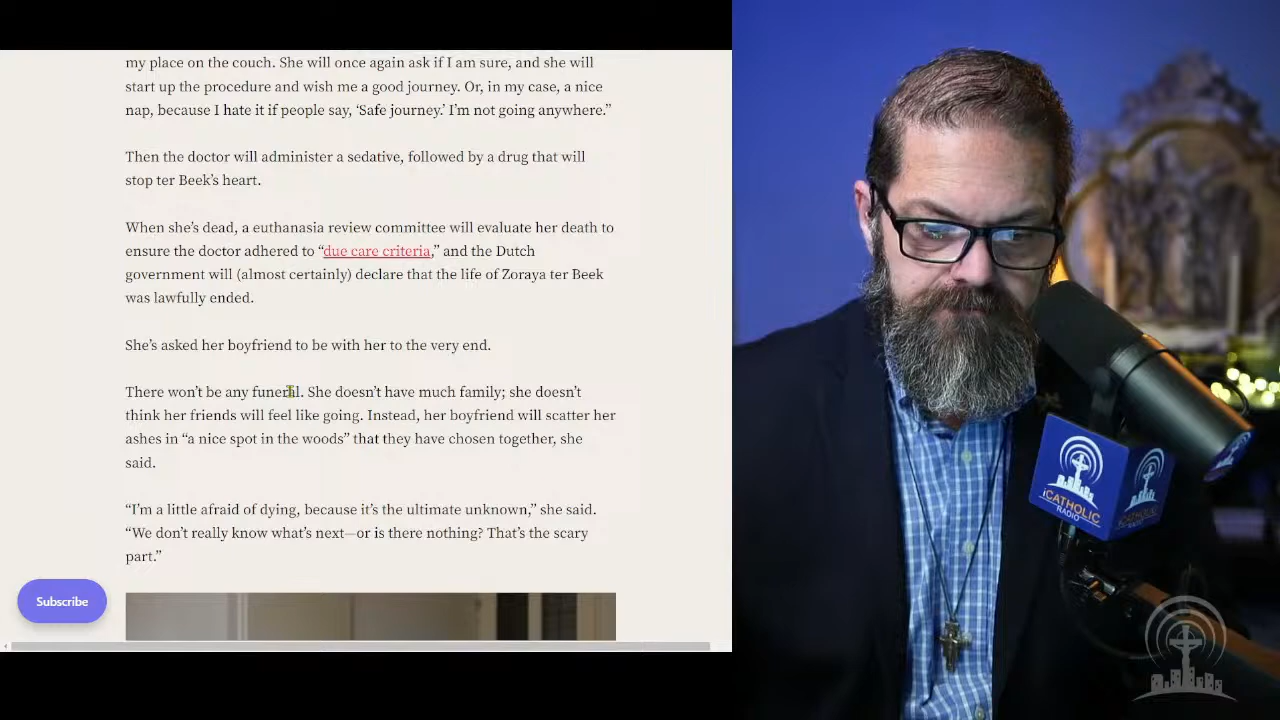 my place on the couch. She will once again ask if I am sure, and she will
start up the procedure and wish me a good journey. Or, in my case, a nice
nap, because I hate it if people say, ‘Safe journey.’ I’m not going anywhere.”
Then the doctor will administer a sedative, followed by a drug that will
stop ter Beek’s heart.
When she’s dead, a euthanasia review committee will evaluate her death to
ensure the doctor adhered to “due care criteria,” and the Dutch
government will (almost certainly) declare that the life of Zoraya ter Beek
was lawfully ended.
She’s asked her boyfriend to be with her to the very end.
There won’t be any funeral. She doesn’t have much family; she doesn’t
think her friends will feel like going. Instead, her boyfriend will scatter her
ashes in “a nice spot in the woods” that they have chosen together, she
said.
“I’m a little afraid of dying, because it’s the ultimate unknown,” she said.
“We don’t really know what’s next—or is there nothing? That’s the scary
part.”
Subscribe
iCATHOLIC
RADIO
iCATHOLIC
RADIO